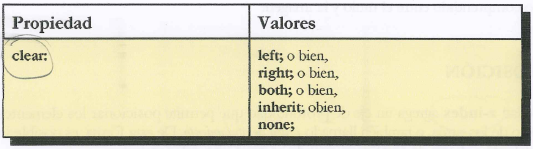 Propiedad Valores
clear: left; o bien,
right; o bien,
both; o bien,
inherit; obien,
none;